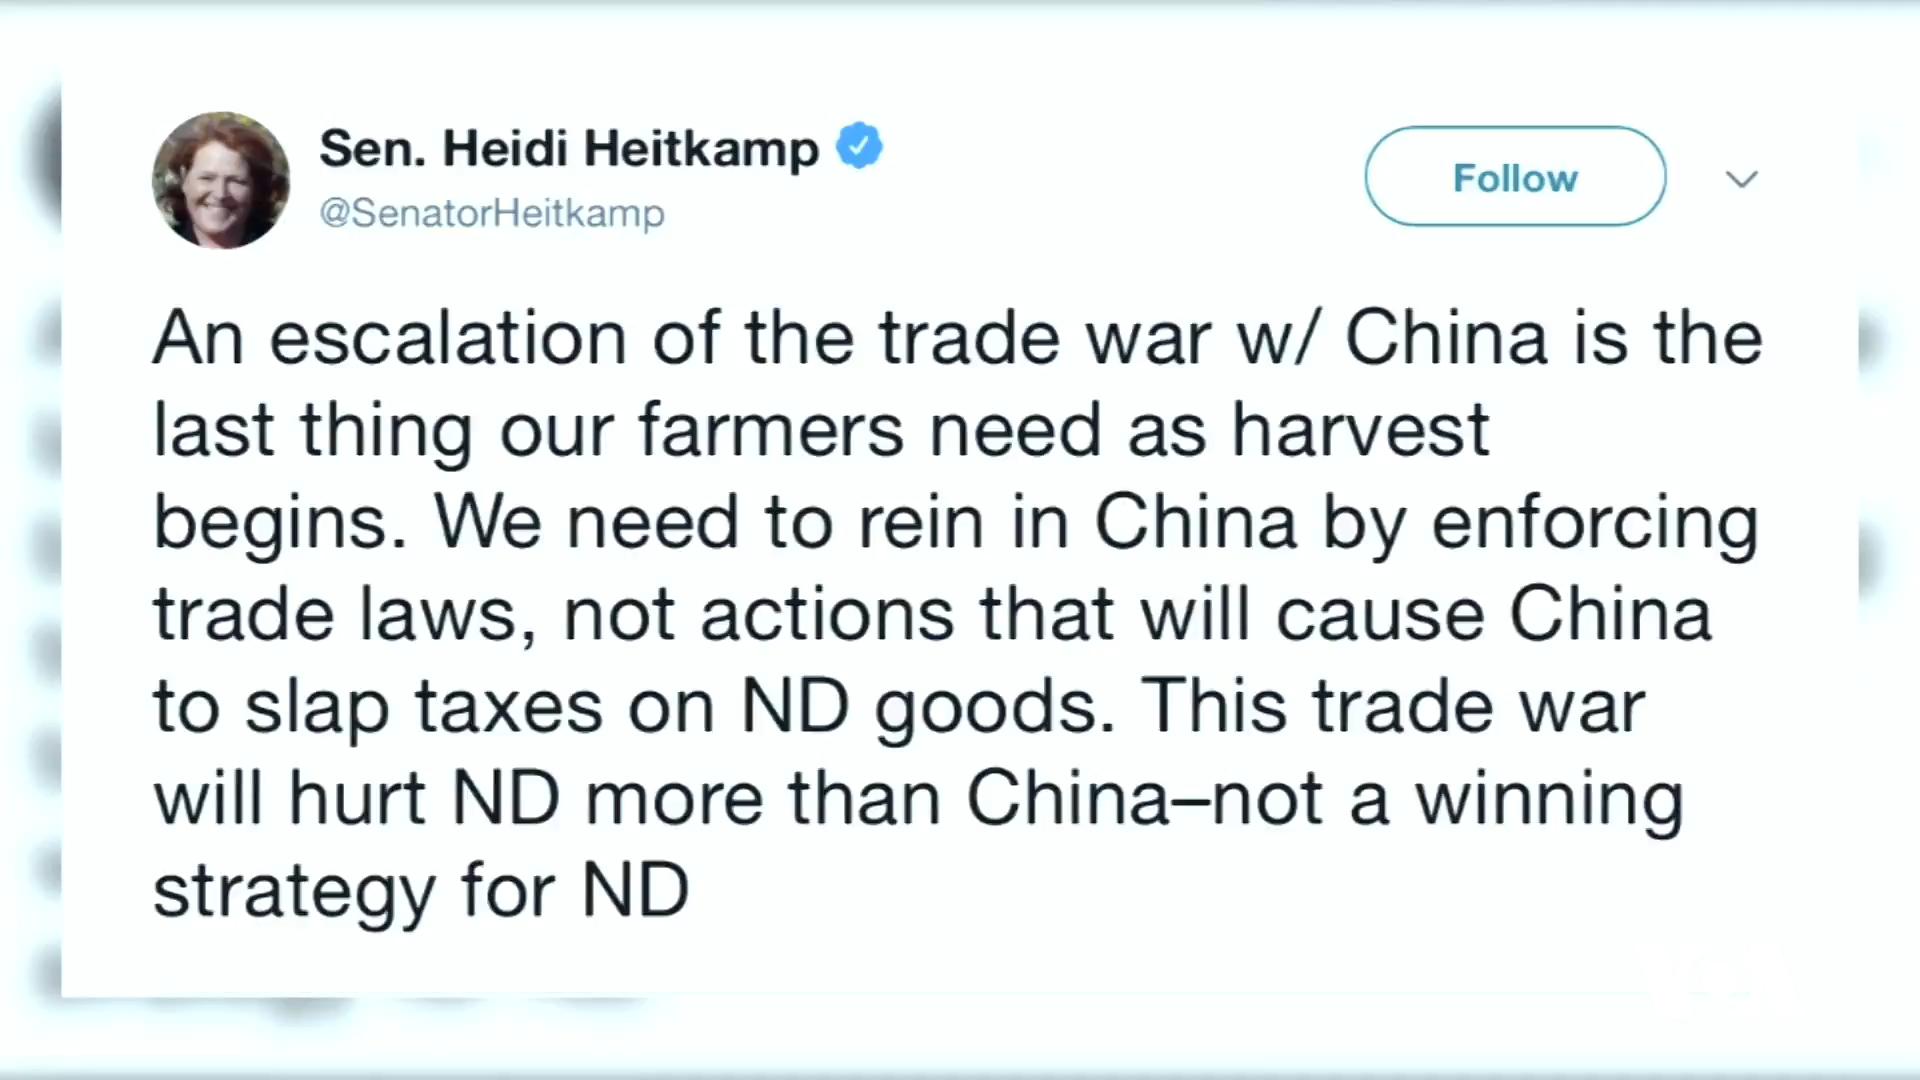 Sen. Heidi Heitkamp
@SenatorHeitkamp
Follow
An escalation of the trade war w/ China is the
last thing our farmers need as harvest
begins. We need to rein in China by enforcing
trade laws, not actions that will cause China
to slap taxes on ND goods. This trade war
will hurt ND more than China–not a winning
strategy for ND
VOA